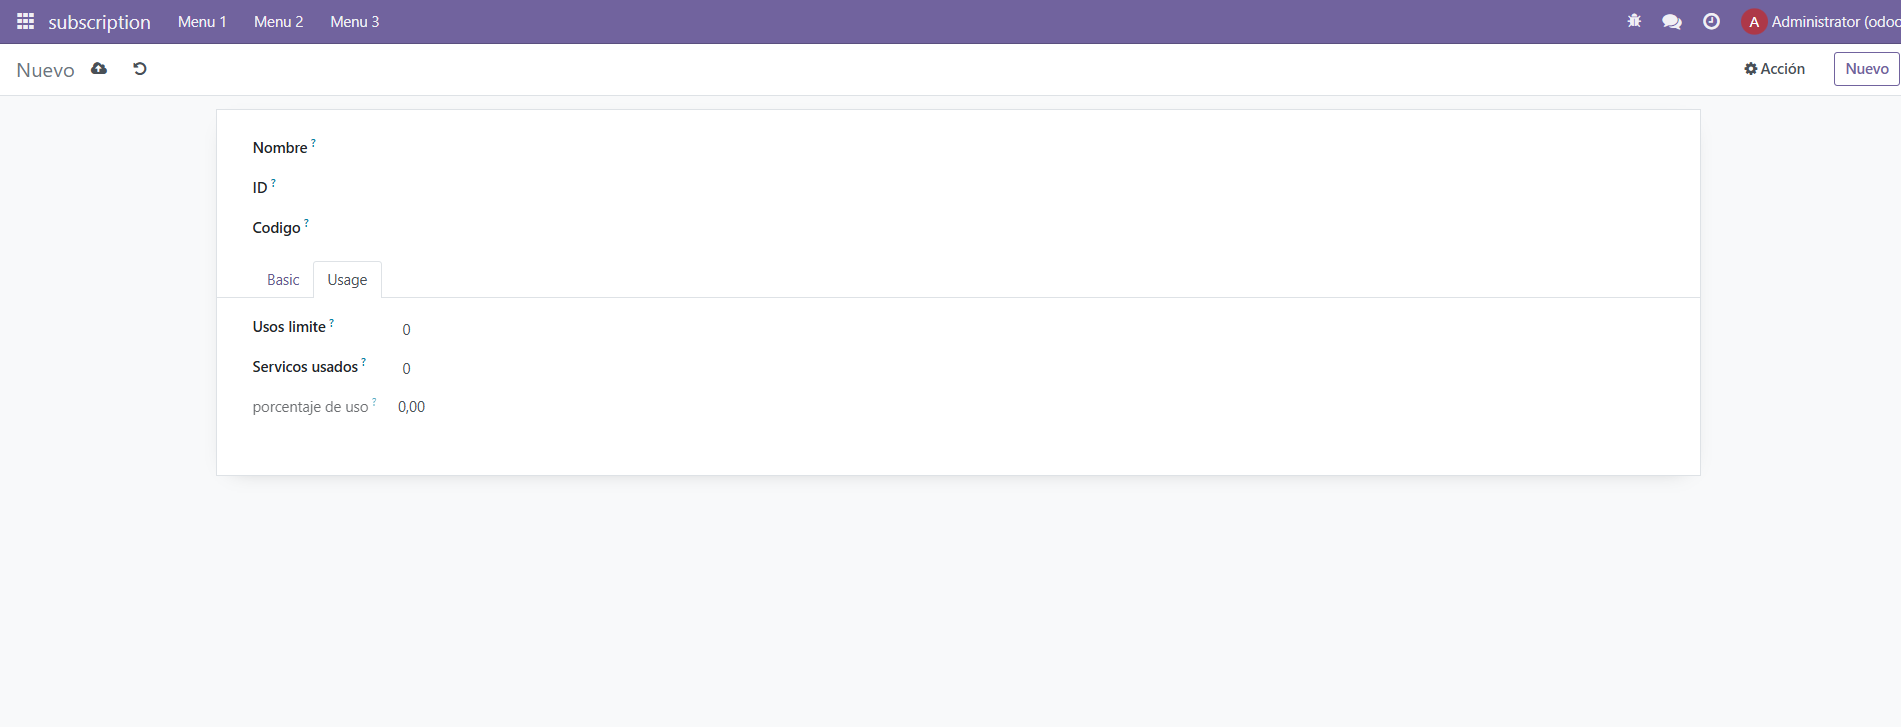 subscription Menu 1 Menu 2 Menu 3 A Administrator (odoo
Nuevo Acción Nuevo
Nombre ?
ID ?
Codigo ?
Basic Usage
Usos limite ? 0
Servicos usados ? 0
porcentaje de uso ? 0,00